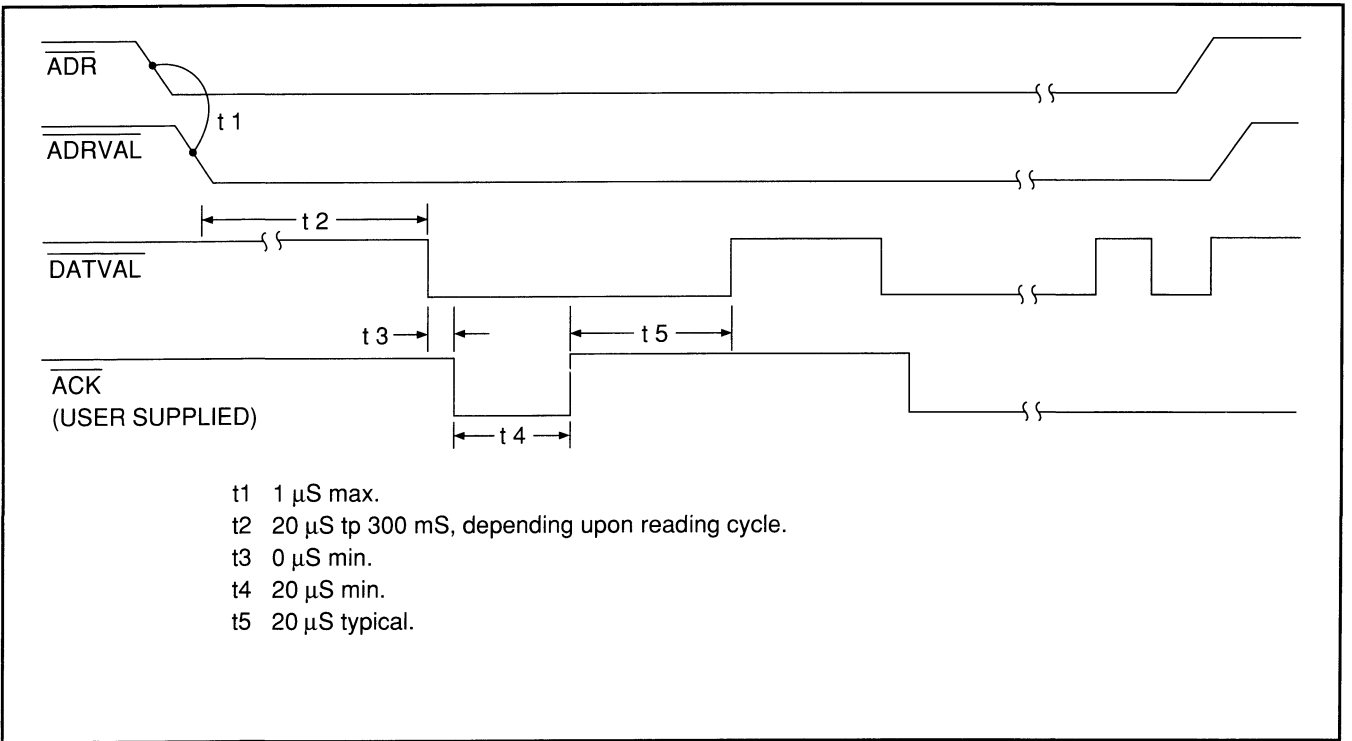 ADR
t 1
ADRVAL
t 2
DATVAL
t 3
t 5
ACK
(USER SUPPLIED)
t 4
t1 1 μS max.
t2 20 μS tp 300 mS, depending upon reading cycle.
t3 0 μS min.
t4 20 μS min.
t5 20 μS typical.